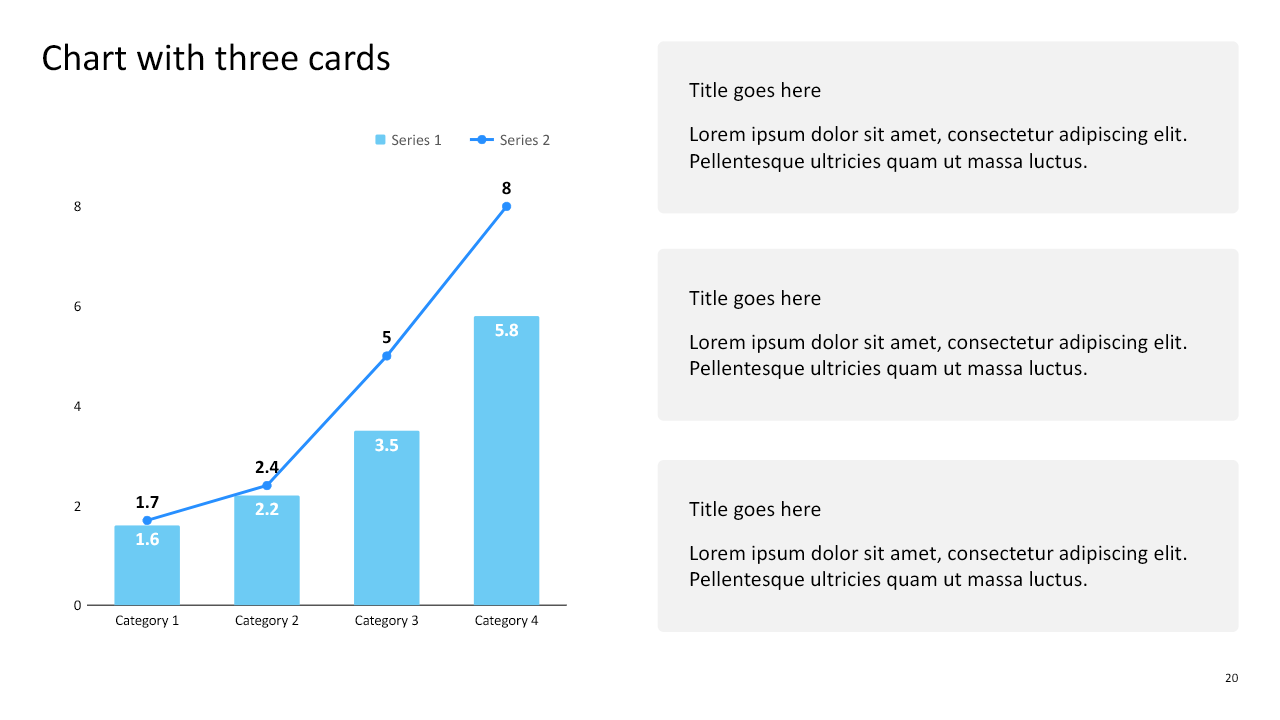 Chart with three cards
Series 1
Series 2
8
6
4
2
0
1.7
2.4
5
8
1.6
2.2
3.5
5.8
Category 1
Category 2
Category 3
Category 4
Title goes here
Lorem ipsum dolor sit amet, consectetur adipiscing elit.
Pellentesque ultricies quam ut massa luctus.
Title goes here
Lorem ipsum dolor sit amet, consectetur adipiscing elit.
Pellentesque ultricies quam ut massa luctus.
Title goes here
Lorem ipsum dolor sit amet, consectetur adipiscing elit.
Pellentesque ultricies quam ut massa luctus.
20